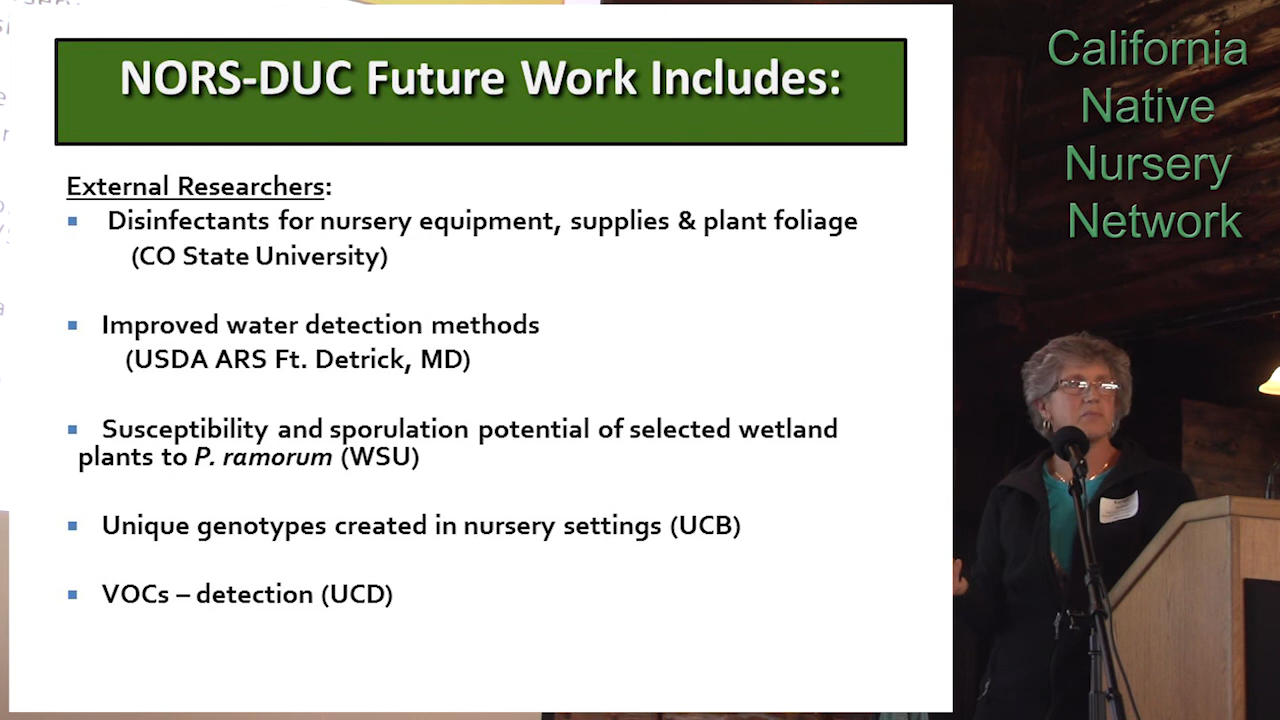 NORS-DUC Future Work Includes:
External Researchers:
▪ Disinfectants for nursery equipment, supplies & plant foliage
(CO State University)
▪ Improved water detection methods
(USDA ARS Ft. Detrick, MD)
▪ Susceptibility and sporulation potential of selected wetland
plants to P. ramorum (WSU)
▪ Unique genotypes created in nursery settings (UCB)
▪ VOCs – detection (UCD)
California
Native
Nursery
Network